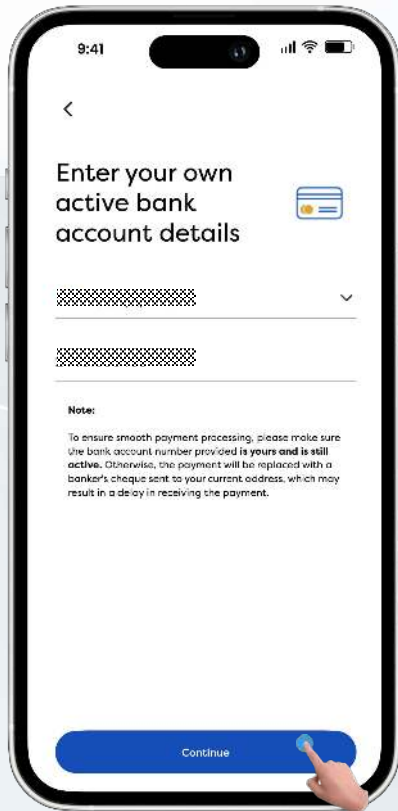 9:41
Enter your own
active bank
account details
Note:
To ensure smooth payment processing, please make sure
the bank account number provided is yours and is still
active. Otherwise, the payment will be replaced with a
banker's cheque sent to your current address, which may
result in a delay in receiving the payment.
Continue